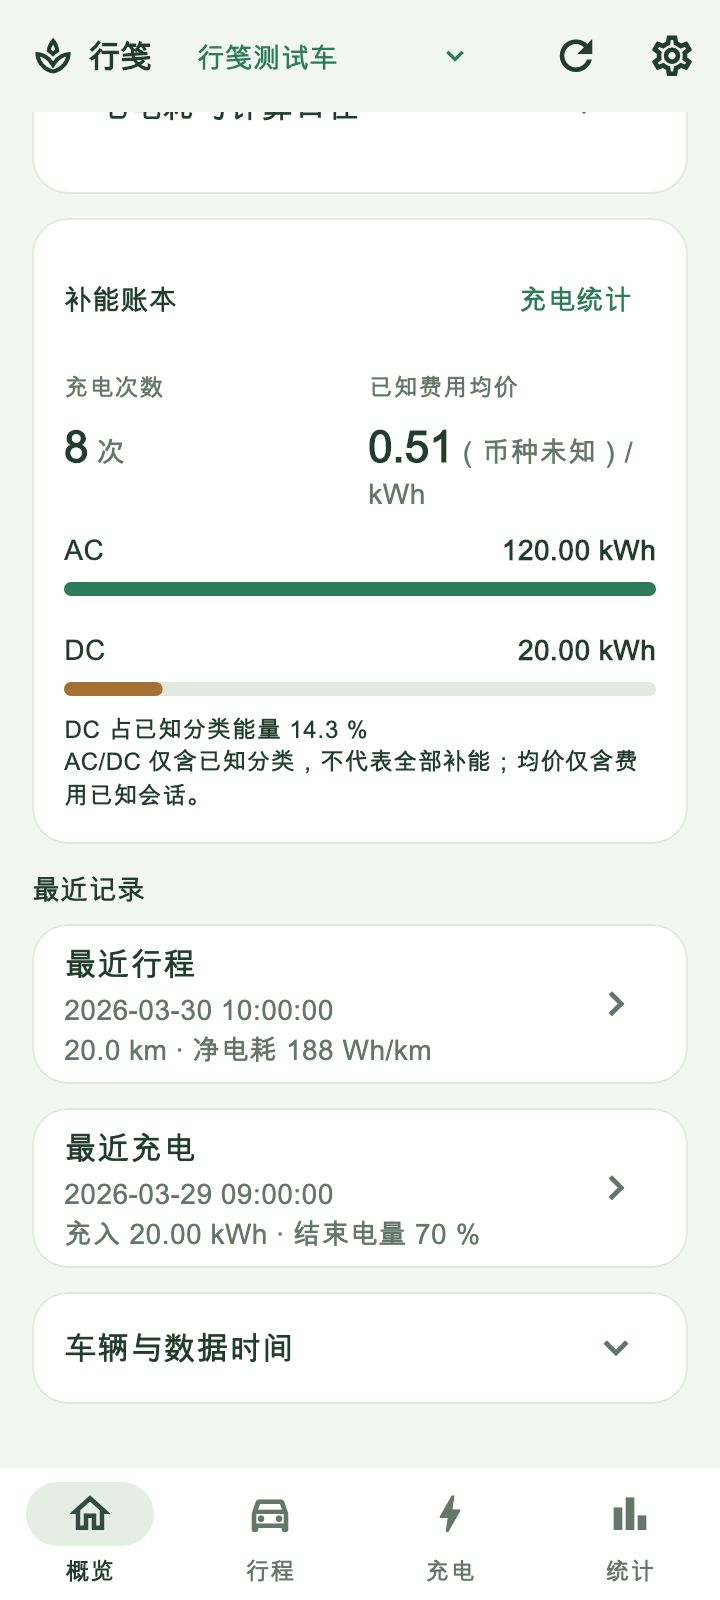 行笺
行笺测试车
补能账本
充电统计
充电次数
已知费用均价
8 次
0.51 ( 币种未知 ) /
kWh
AC
120.00 kWh
DC
20.00 kWh
DC 占已知分类能量 14.3 %
AC/DC 仅含已知分类，不代表全部补能；均价仅含费
用已知会话。
最近记录
最近行程
2026-03-30 10:00:00
20.0 km · 净电耗 188 Wh/km
最近充电
2026-03-29 09:00:00
充入 20.00 kWh · 结束电量 70 %
车辆与数据时间
概览
行程
充电
统计